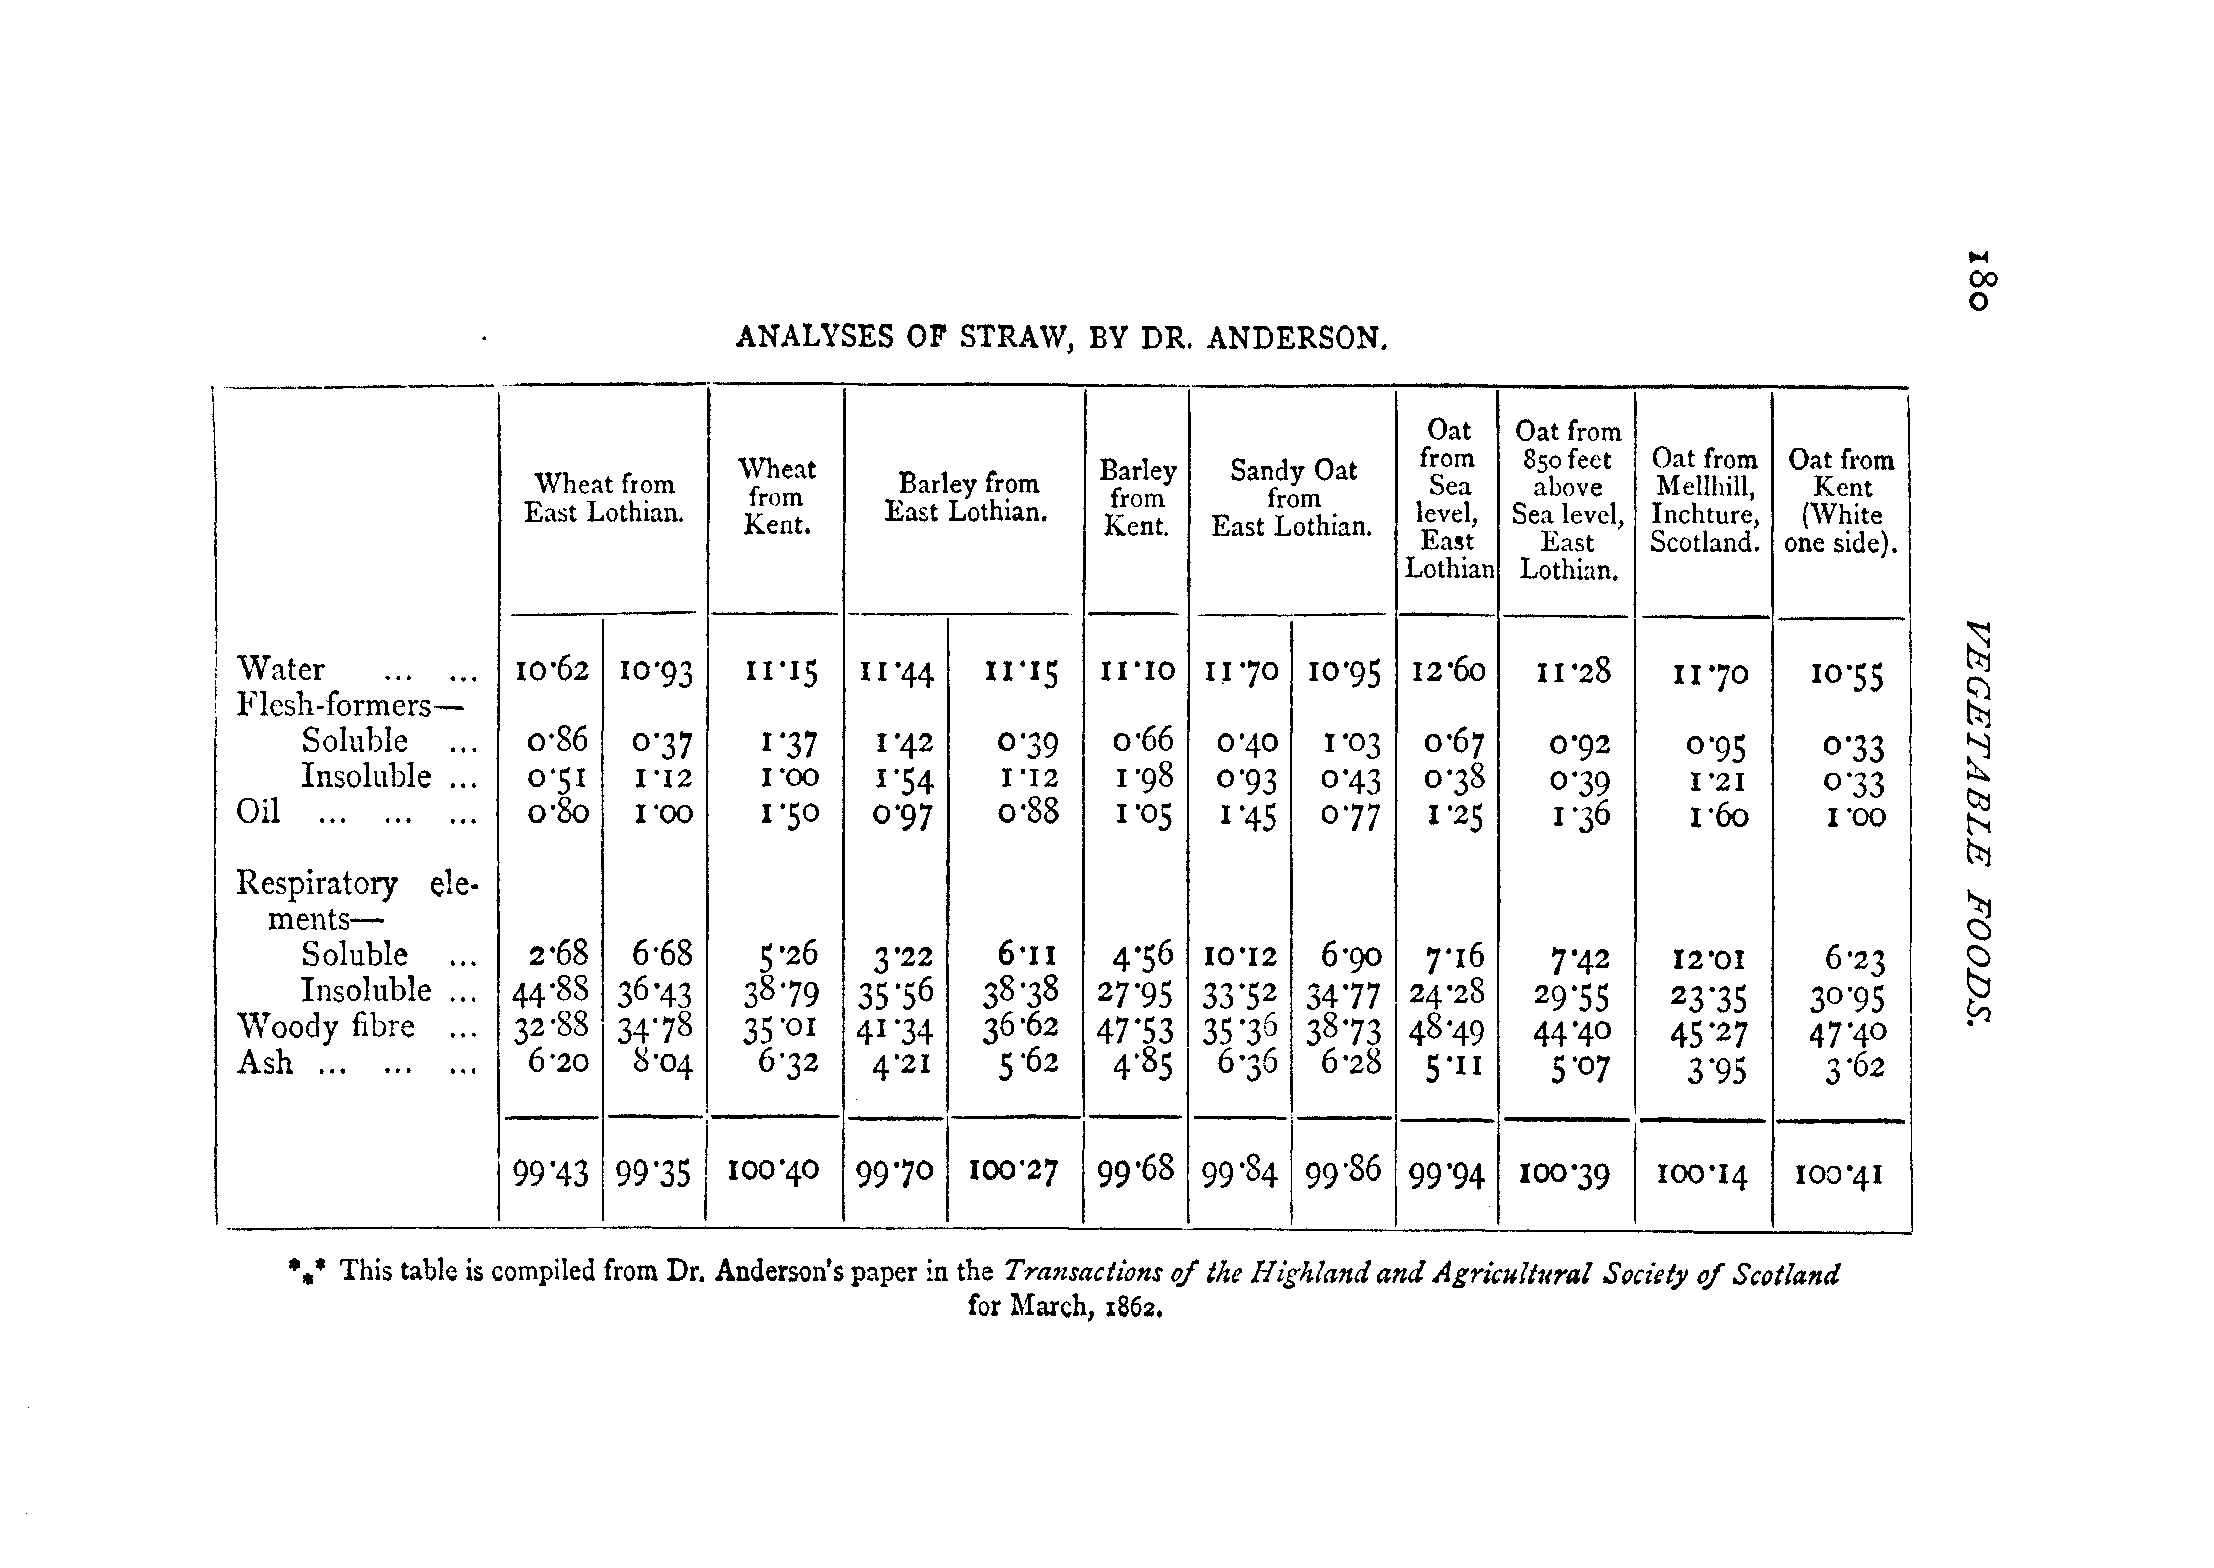 180
VEGETABLE FOODS.
ANALYSES OF STRAW, BY DR. ANDERSON.
Wheat from East Lothian. Wheat from Kent. Barley from East Lothian. Barley from Kent. Sandy Oat from East Lothian. Oat from Sea level, East Lothian Oat from 850 feet above Sea level, East Lothian. Oat from Mellhill, Inchture, Scotland. Oat from Kent (White one side).
Water ... ... 10·62 10·93 11·15 11·44 11·15 11·10 11·70 10·95 12·60 11·28 11·70 10·55
Flesh-formers—
Soluble ... 0·86 0·37 1·37 1·42 0·39 0·66 0·40 1·03 0·67 0·92 0·95 0·33
Insoluble ... 0·51 1·12 1·00 1·54 1·12 1·98 0·93 0·43 0·38 0·39 1·21 0·33
Oil ... ... ... 0·80 1·00 1·50 0·97 0·88 1·05 1·45 0·77 1·25 1·36 1·60 1·00
Respiratory ele-
ments—
Soluble ... 2·68 6·68 5·26 3·22 6·11 4·56 10·12 6·90 7·16 7·42 12·01 6·23
Insoluble ... 44·88 36·43 38·79 35·56 38·38 27·95 33·52 34·77 24·28 29·55 23·35 30·95
Woody fibre ... 32·88 34·78 35·01 41·34 36·62 47·53 35·36 38·73 48·49 44·40 45·27 47·40
Ash ... ... ... 6·20 8·04 6·32 4·21 5·62 4·85 6·36 6·28 5·11 5·07 3·95 3·62
99·43 99·35 100·40 99·70 100·27 99·68 99·84 99·86 99·94 100·39 100·14 100·41
*⁎* This table is compiled from Dr. Anderson's paper in the Transactions of the Highland and Agricultural Society of Scotland
for March, 1862.